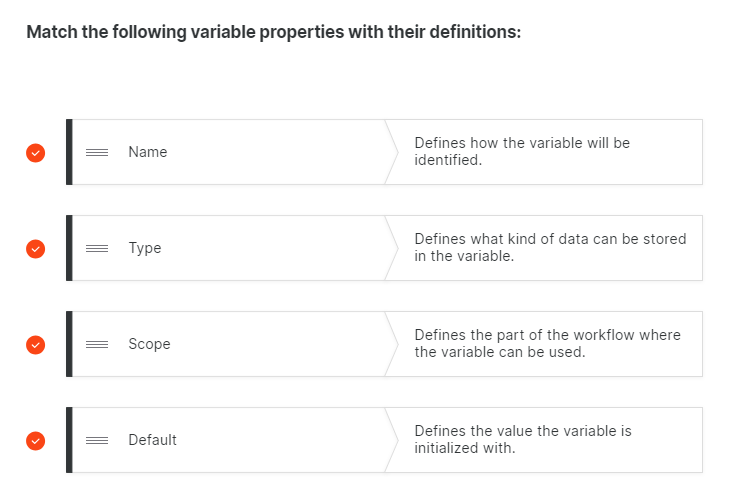 Match the following variable properties with their definitions:
Name
Defines how the variable will be
identified.
Type
Defines what kind of data can be stored
in the variable.
Scope
Defines the part of the workflow where
the variable can be used.
Default
Defines the value the variable is
initialized with.